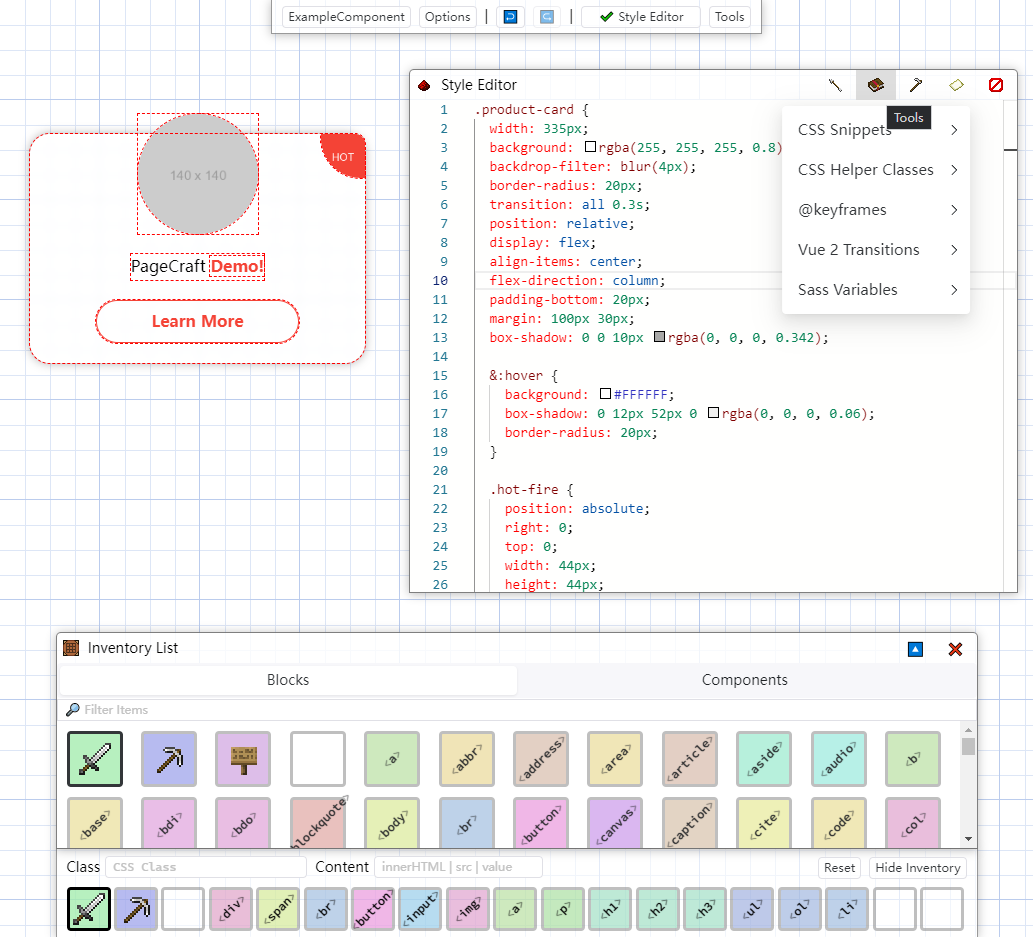 ExampleComponent Options | | Style Editor Tools
Style Editor
Tools
HOT
140 x 140
PageCraft Demo!
Learn More
1 .product-card {
2 width: 335px;
3 background: rgba(255, 255, 255, 0.8)
4 backdrop-filter: blur(4px);
5 border-radius: 20px;
6 transition: all 0.3s;
7 position: relative;
8 display: flex;
9 align-items: center;
10 flex-direction: column;
11 padding-bottom: 20px;
12 margin: 100px 30px;
13 box-shadow: 0 0 10px rgba(0, 0, 0, 0.342);
14
15 &:hover {
16 background: #FFFFFF;
17 box-shadow: 0 12px 52px 0 rgba(0, 0, 0, 0.06);
18 border-radius: 20px;
19 }
20
21 .hot-fire {
22 position: absolute;
23 right: 0;
24 top: 0;
25 width: 44px;
26 height: 44px;
CSS Snippets
CSS Helper Classes
@keyframes
Vue 2 Transitions
Sass Variables
Inventory List
Blocks Components
Filter Items
<a> <abbr> <address> <area> <article> <aside> <audio> <b>
<base> <bdi> <bdo> blockquote> <body> <br> <button> <canvas> <caption> <cite> <code> <col>
Class CSS Class Content innerHTML | src | value Reset Hide Inventory
<div> <span> <br> <button> <input> <img> <a> <p> <h1> <h2> <h3> <ul> <ol> <li>